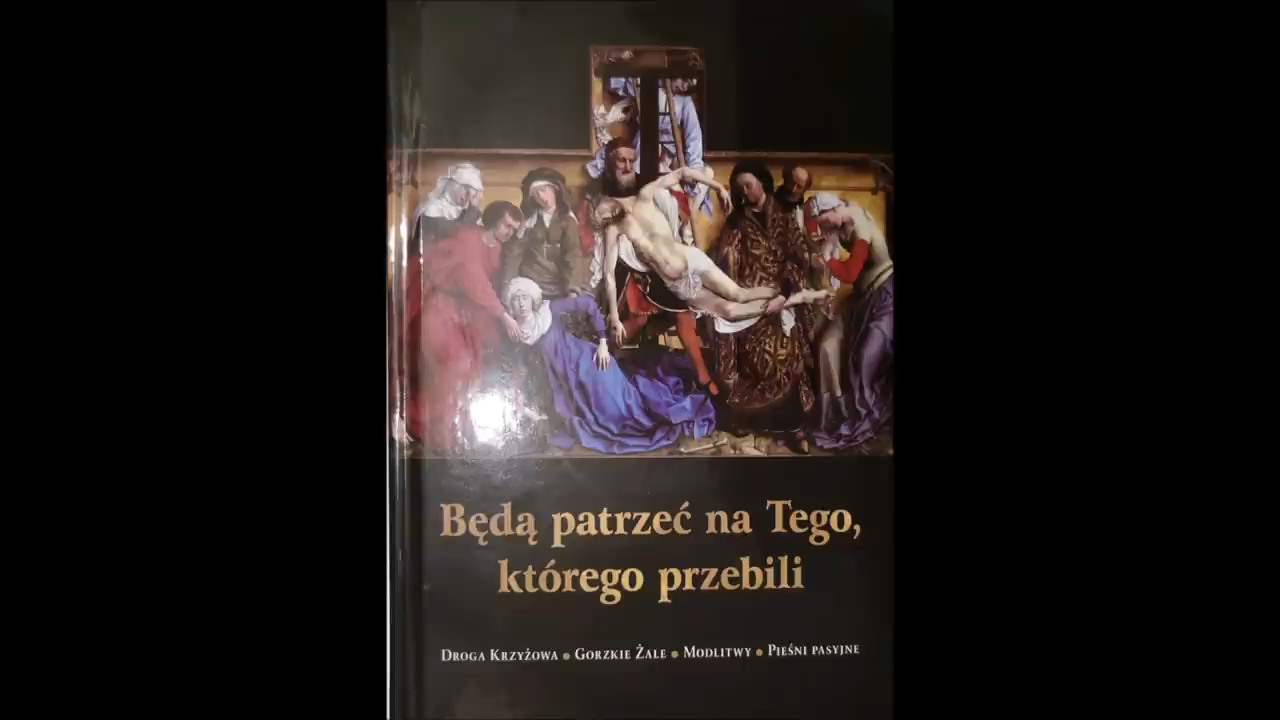 Będą patrzeć na Tego,
którego przebili
Droga Krzyżowa • Gorzkie Żale • Modlitwy • Pieśni pasyjne